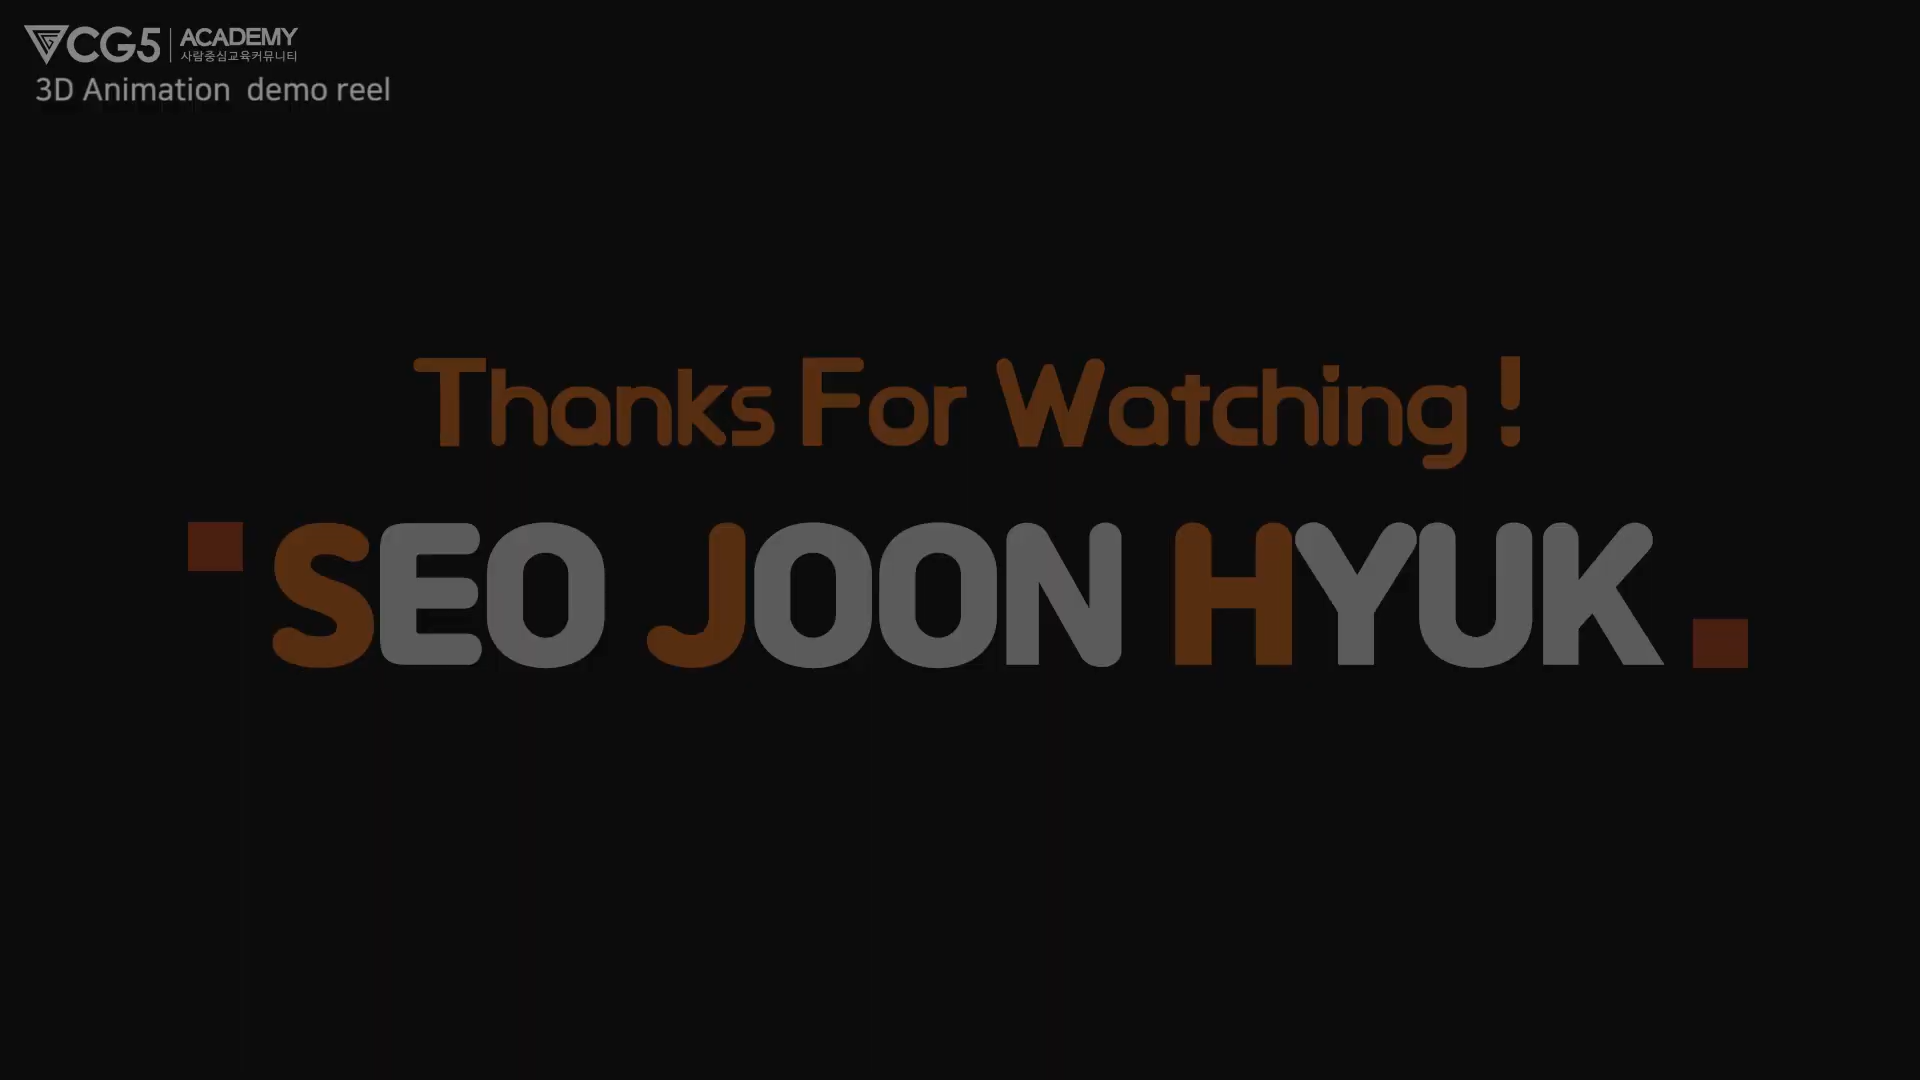 CG5 ACADEMY
사람중심교육커뮤니티
3D Animation demo reel
Thanks For Watching !
SEO JOON HYUK